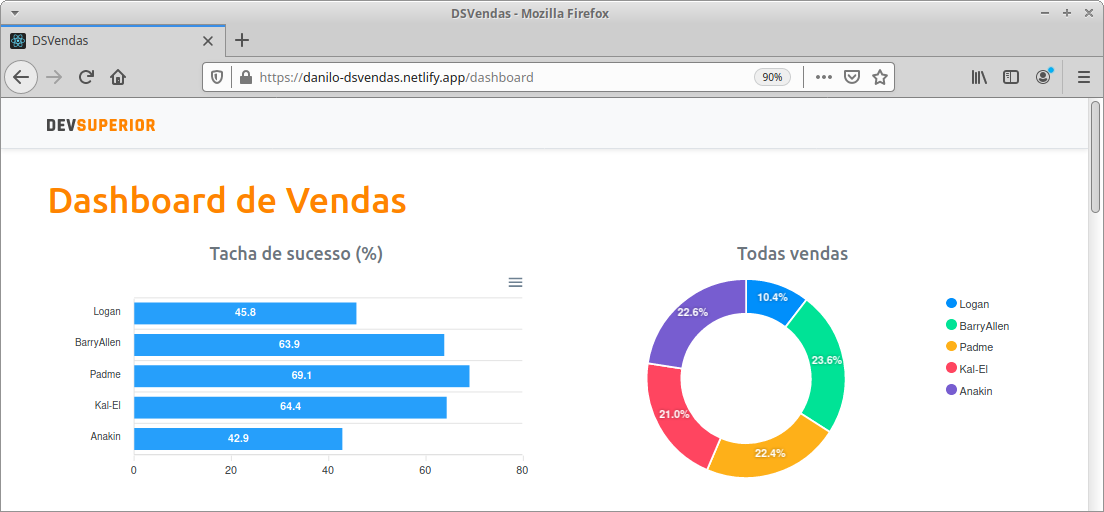 DSVendas - Mozilla Firefox
DSVendas
https://danilo-dsvendas.netlify.app/dashboard
90%
DEVSUPERIOR
Dashboard de Vendas
Tacha de sucesso (%)
Logan
45.8
BarryAllen
63.9
Padme
69.1
Kal-El
64.4
Anakin
42.9
0 20 40 60 80
Todas vendas
10.4%
22.6%
23.6%
21.0%
22.4%
Logan
BarryAllen
Padme
Kal-El
Anakin